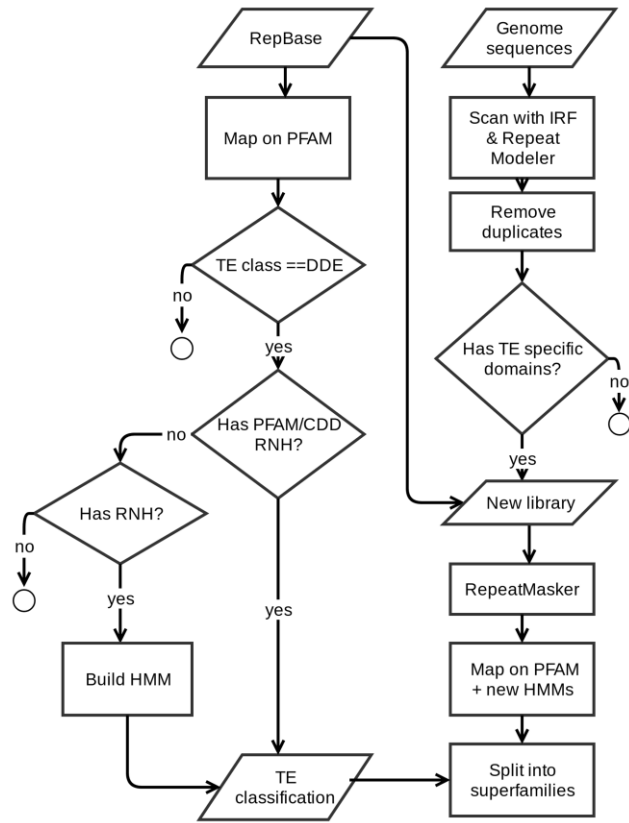 RepBase
Map on PFAM
TE class ==DDE
no
yes
Has PFAM/CDD
RNH?
no
Has RNH?
no
yes
Build HMM
yes
TE
classification
Genome
sequences
Scan with IRF
& Repeat
Modeler
Remove
duplicates
Has TE specific
domains?
no
yes
New library
RepeatMasker
Map on PFAM
+ new HMMs
Split into
superfamilies